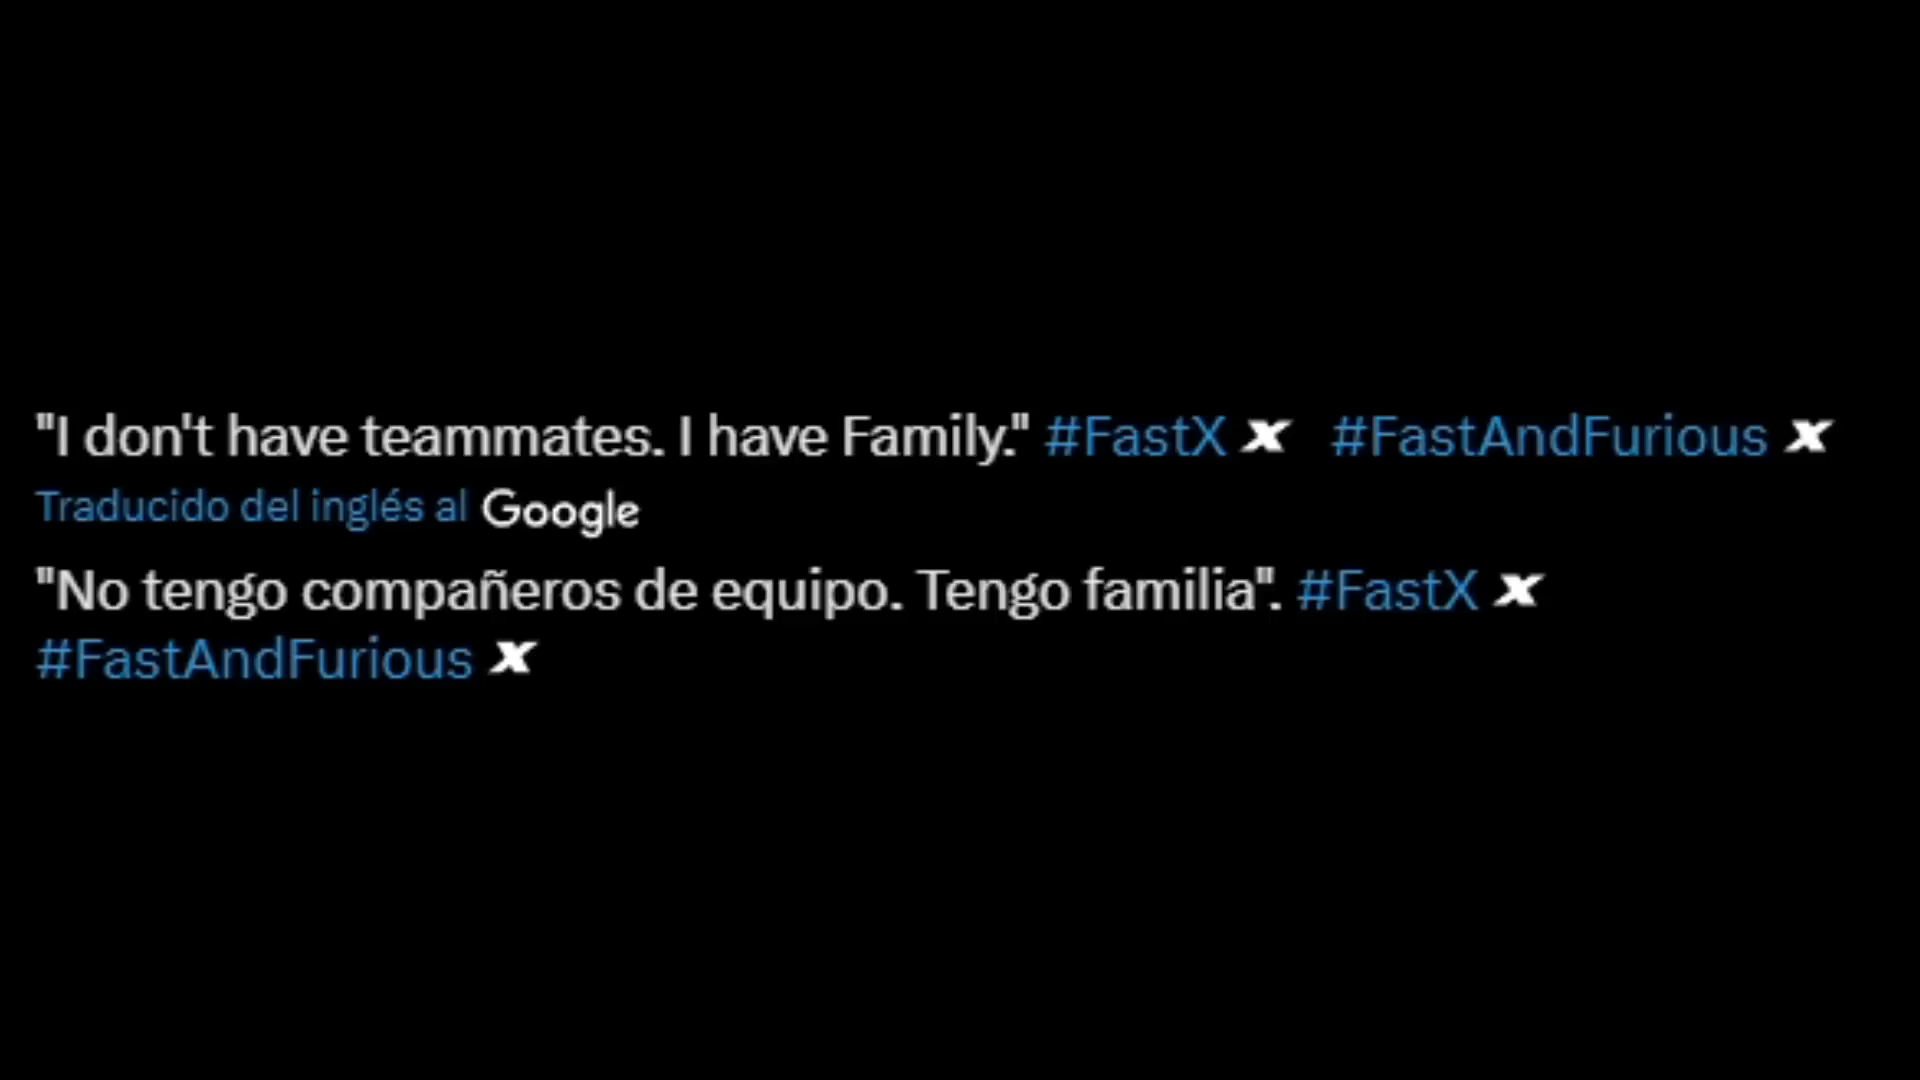 "I don't have teammates. I have Family." #FastX X #FastAndFurious X
Traducido del inglés al Google
"No tengo compañeros de equipo. Tengo familia". #FastX X
#FastAndFurious X